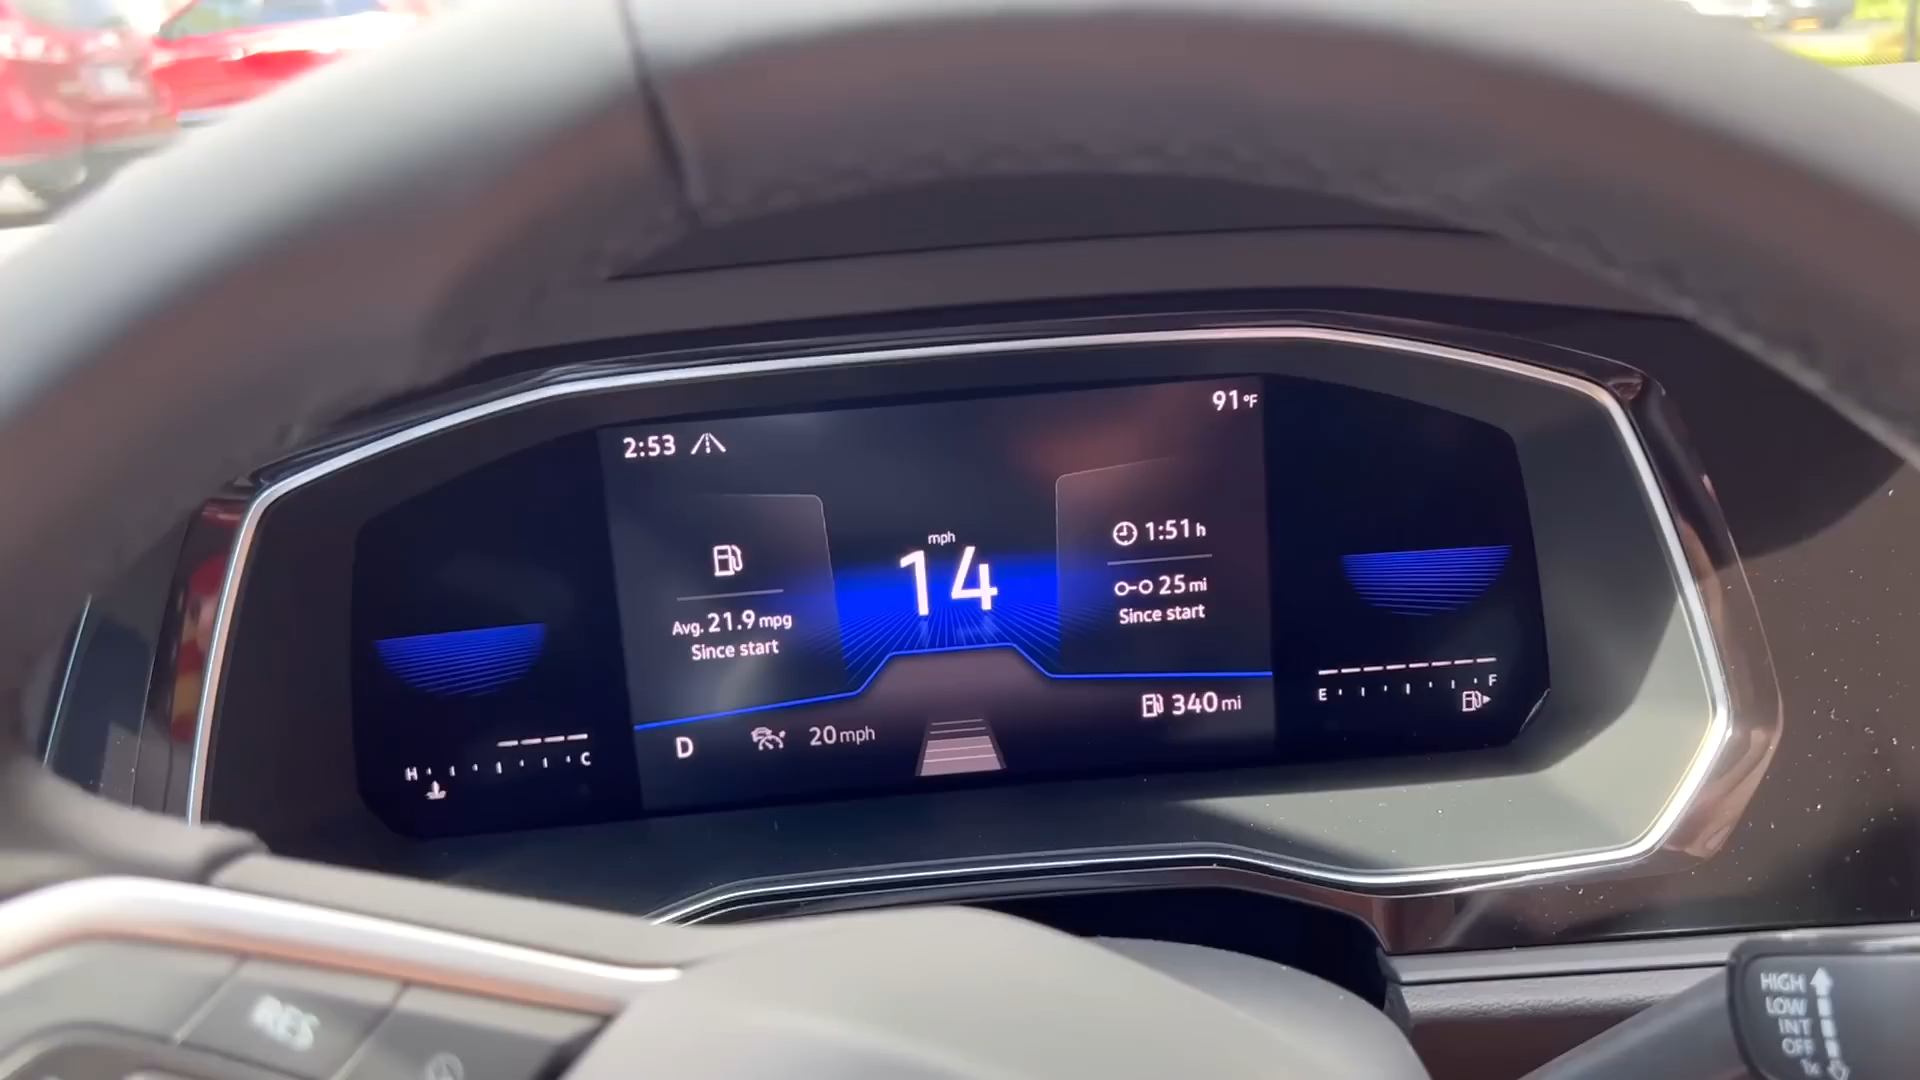 2:53
91°F
mph
14
1:51 h
25 mi
Since start
Avg. 21.9 mpg
Since start
340 mi
D
20 mph
H C
E F
RES
HIGH
LOW
INT
OFF
1x